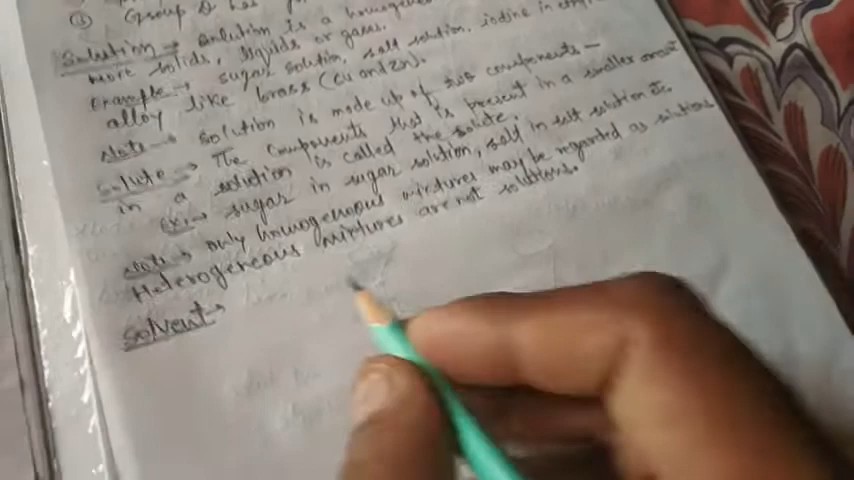 ③ Group
Solution → solution is a homogeneous
more solids, liquids or gases.
Example → sugar solution, salt solution, iodine in
alloy like brass (Cu and Zn).
Note → solution is made up of two components —
Solute → The components that is present in a smaller amount
in a solution is called the solute.
Ex:→ sugar in sugar solution, salt in salt solution etc.
Note → only homogeneous mixtures may be regarded as solutions
Heterogeneous mixtures are not solutions.
Solvent →